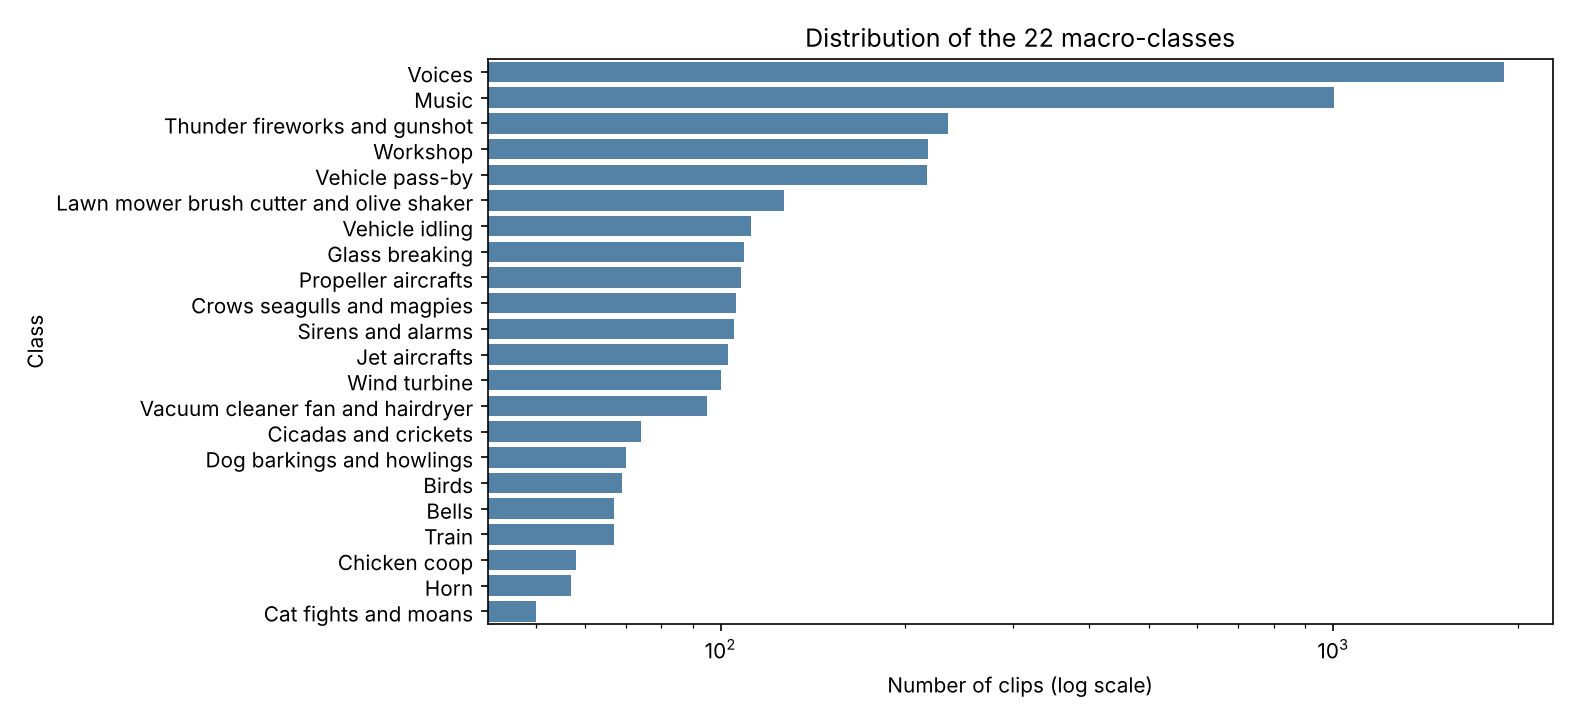 Distribution of the 22 macro-classes
Class
Voices
Music
Thunder fireworks and gunshot
Workshop
Vehicle pass-by
Lawn mower brush cutter and olive shaker
Vehicle idling
Glass breaking
Propeller aircrafts
Crows seagulls and magpies
Sirens and alarms
Jet aircrafts
Wind turbine
Vacuum cleaner fan and hairdryer
Cicadas and crickets
Dog barkings and howlings
Birds
Bells
Train
Chicken coop
Horn
Cat fights and moans
10² 10³
Number of clips (log scale)